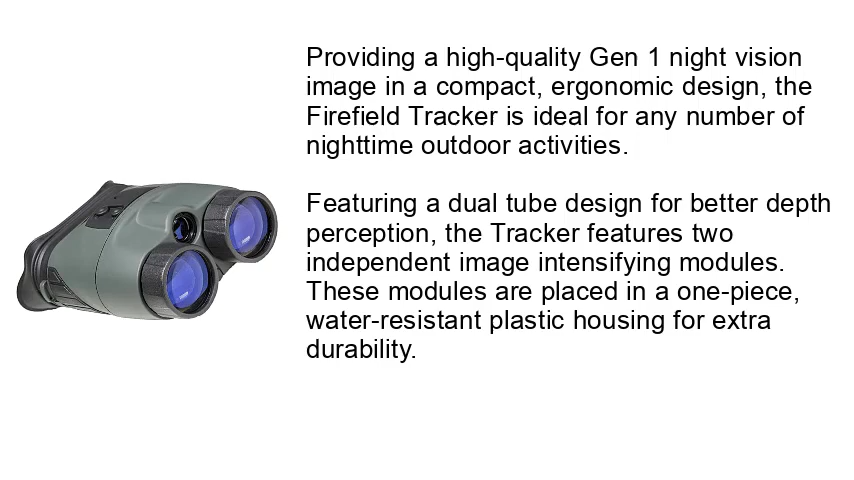 Providing a high-quality Gen 1 night vision
image in a compact, ergonomic design, the
Firefield Tracker is ideal for any number of
nighttime outdoor activities.
Featuring a dual tube design for better depth
perception, the Tracker features two
independent image intensifying modules.
These modules are placed in a one-piece,
water-resistant plastic housing for extra
durability.